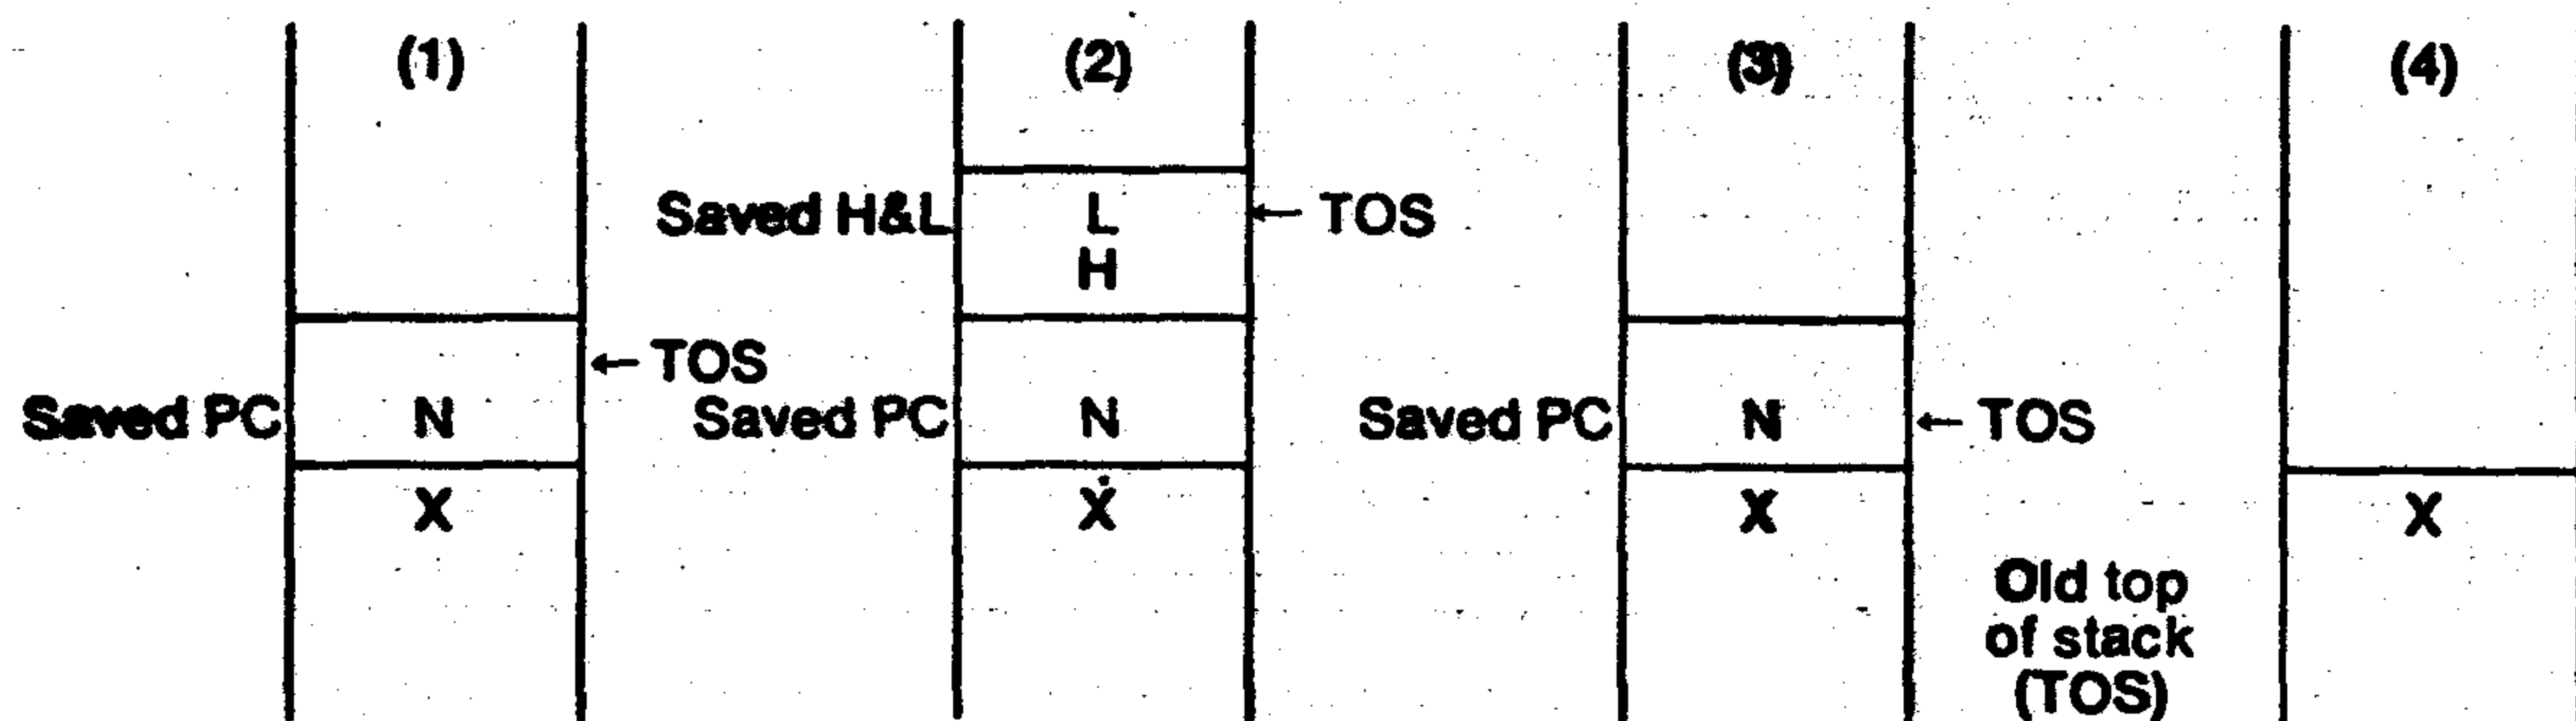 (1)
(2)
(3)
(4)
Saved H&L
L
← TOS
H
← TOS
Saved PC
N
Saved PC
N
Saved PC
N
← TOS
X
X
X
X
Old top
of stack
(TOS)